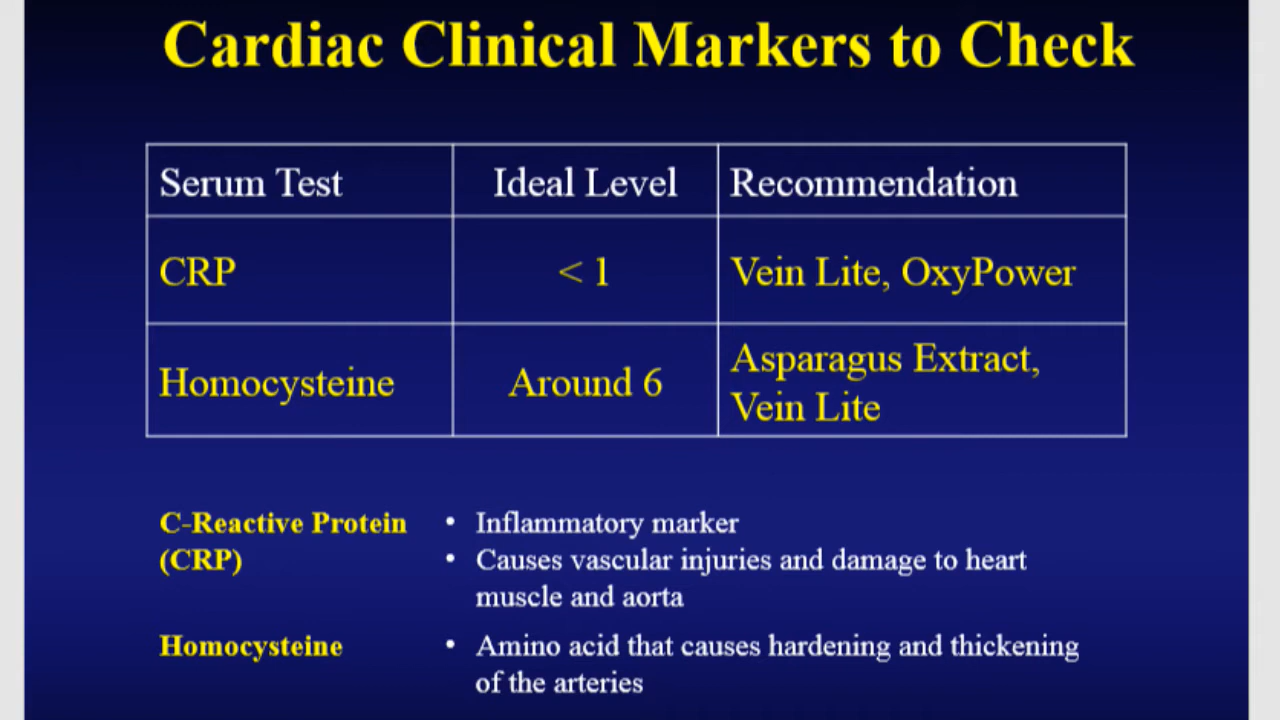 Cardiac Clinical Markers to Check
Serum Test Ideal Level Recommendation
CRP < 1 Vein Lite, OxyPower
Homocysteine Around 6 Asparagus Extract,
Vein Lite
C-Reactive Protein • Inflammatory marker
(CRP) • Causes vascular injuries and damage to heart
muscle and aorta
Homocysteine • Amino acid that causes hardening and thickening
of the arteries